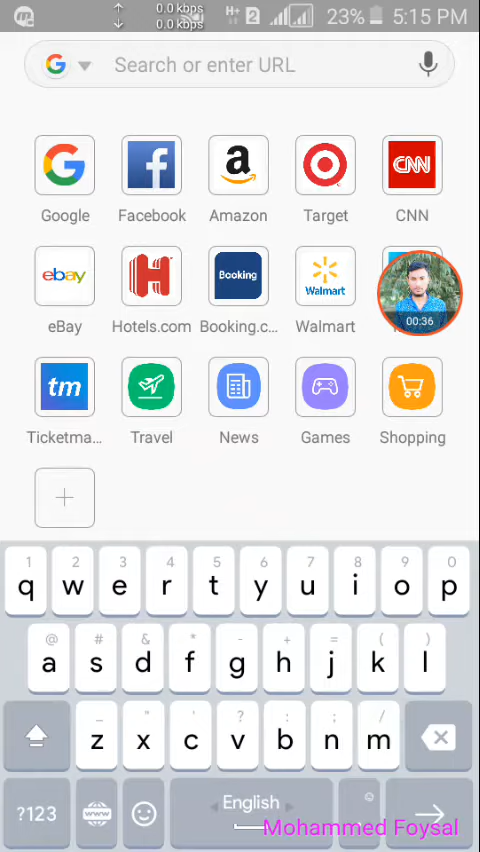 0.0 kbps
0.0 kbps
H+ 2 23% 5:15 PM
Search or enter URL
a CNN
Google Facebook Amazon Target CNN
ebay H Booking Walmart
00:36
eBay Hotels.com Booking.c... Walmart
tm
Ticketma... Travel News Games Shopping
1 2 3 4 5 6 7 8 9 0
q w e r t y u i o p
@ # & * - + = ( )
a s d f g h j k l
_ " ' ? : ; /
z x c v b n m
?123 www English
Mohammed Foysal